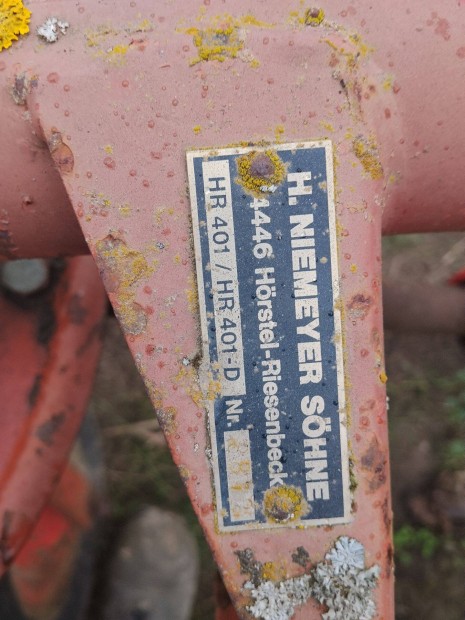 H. NIEMEYER SÖHNE
4446 Hörstel-Riesenbeck
HR 401 / HR 401-D Nr.